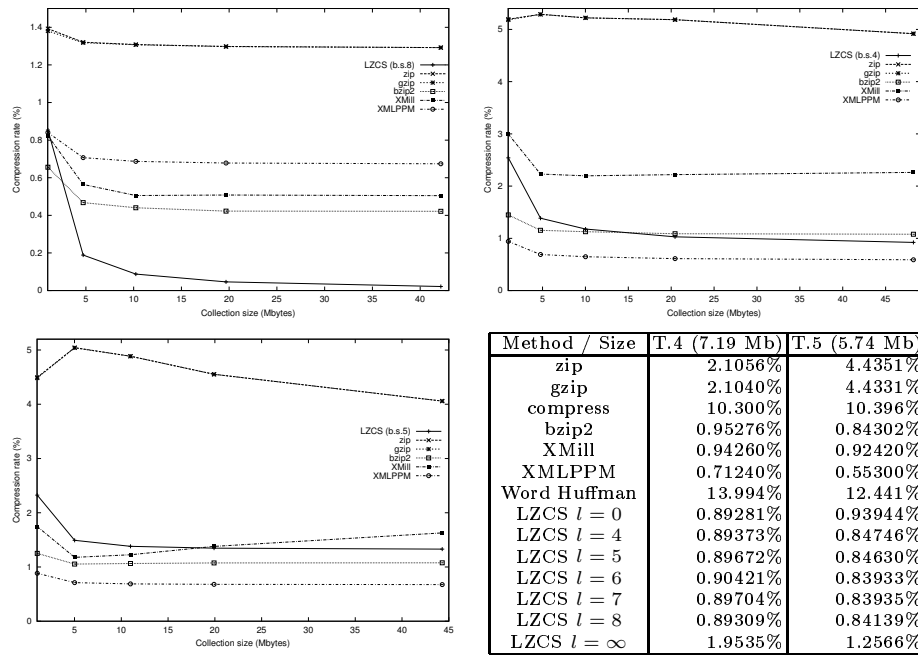 1.4
1.2
1
0.8
0.6
0.4
0.2
0
Compression rate (%)
LZCS (b.s.8)
zip
gzip
bzip2
XMill
XMLPPM
5 10 15 20 25 30 35 40
Collection size (Mbytes)
5
4
3
2
1
0
Compression rate (%)
LZCS (b.s.4)
zip
gzip
bzip2
XMill
XMLPPM
5 10 15 20 25 30 35 40 45
Collection size (Mbytes)
5
4
3
2
1
0
Compression rate (%)
LZCS (b.s.5)
zip
gzip
bzip2
XMill
XMLPPM
5 10 15 20 25 30 35 40 45
Collection size (Mbytes)
Method / Size T.4 (7.19 Mb) T.5 (5.74 Mb)
zip 2.1056% 4.4351%
gzip 2.1040% 4.4331%
compress 10.300% 10.396%
bzip2 0.95276% 0.84302%
XMill 0.94260% 0.92420%
XMLPPM 0.71240% 0.55300%
Word Huffman 13.994% 12.441%
LZCS l = 0 0.89281% 0.93944%
LZCS l = 4 0.89373% 0.84746%
LZCS l = 5 0.89672% 0.84630%
LZCS l = 6 0.90421% 0.83933%
LZCS l = 7 0.89704% 0.83935%
LZCS l = 8 0.89309% 0.84139%
LZCS l = ∞ 1.9535% 1.2566%